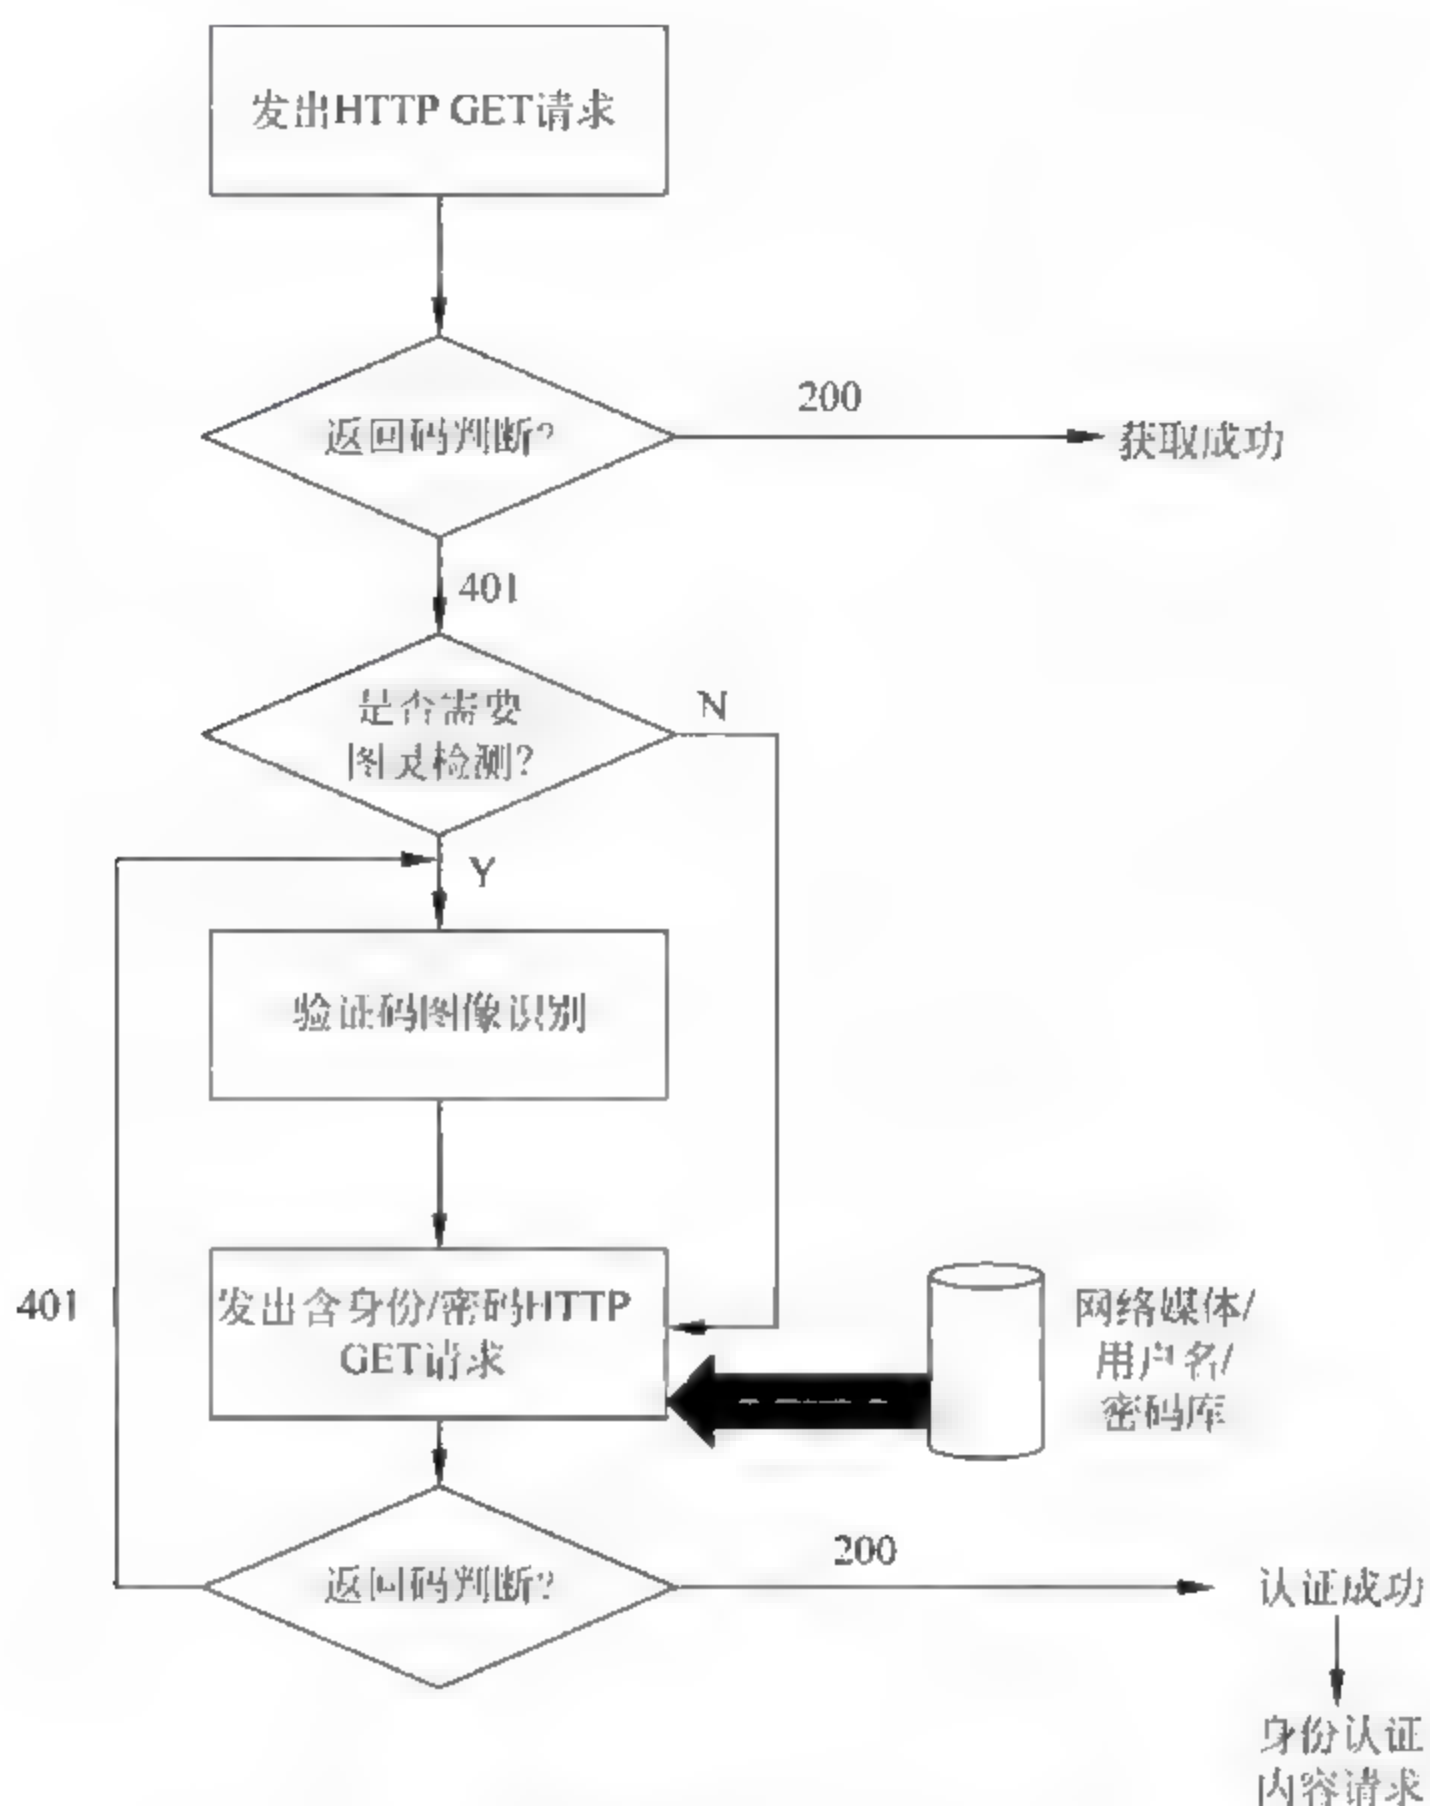 发出HTTP GET请求
返回码判断?
200
获取成功
401
是否需要
图灵检测?
N
Y
验证码图像识别
401
发出含身份/密码HTTP
GET请求
网络媒体/
用户名/
密码库
返回码判断?
200
认证成功
身份认证
内容请求